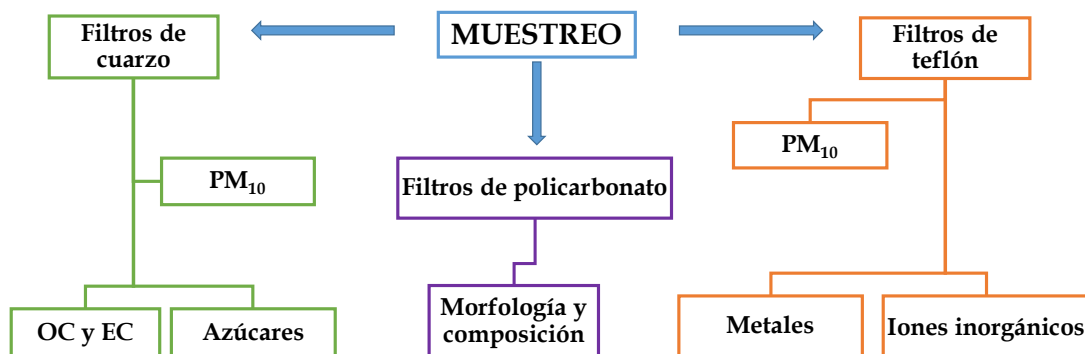 MUESTREO
Filtros de
cuarzo
PM₁₀
OC y EC
Azúcares
Filtros de policarbonato
Morfología y
composición
Filtros de
teflón
PM₁₀
Metales
Iones inorgánicos